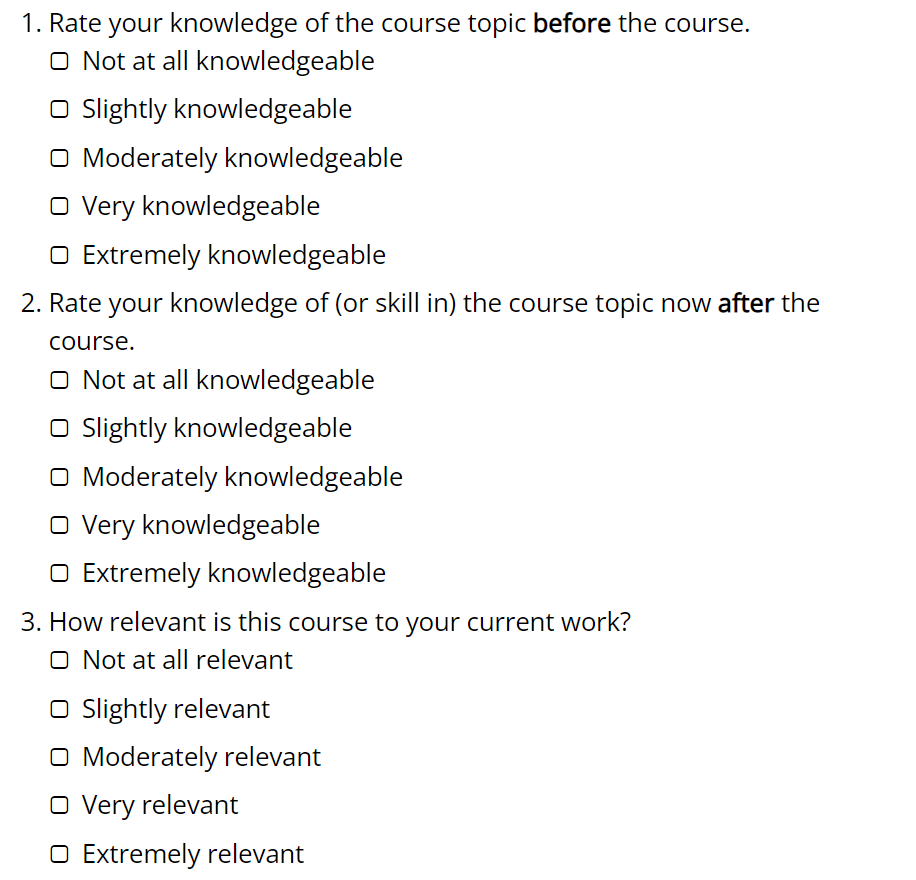 1. Rate your knowledge of the course topic before the course.
Not at all knowledgeable
Slightly knowledgeable
Moderately knowledgeable
Very knowledgeable
Extremely knowledgeable
2. Rate your knowledge of (or skill in) the course topic now after the
course.
Not at all knowledgeable
Slightly knowledgeable
Moderately knowledgeable
Very knowledgeable
Extremely knowledgeable
3. How relevant is this course to your current work?
Not at all relevant
Slightly relevant
Moderately relevant
Very relevant
Extremely relevant